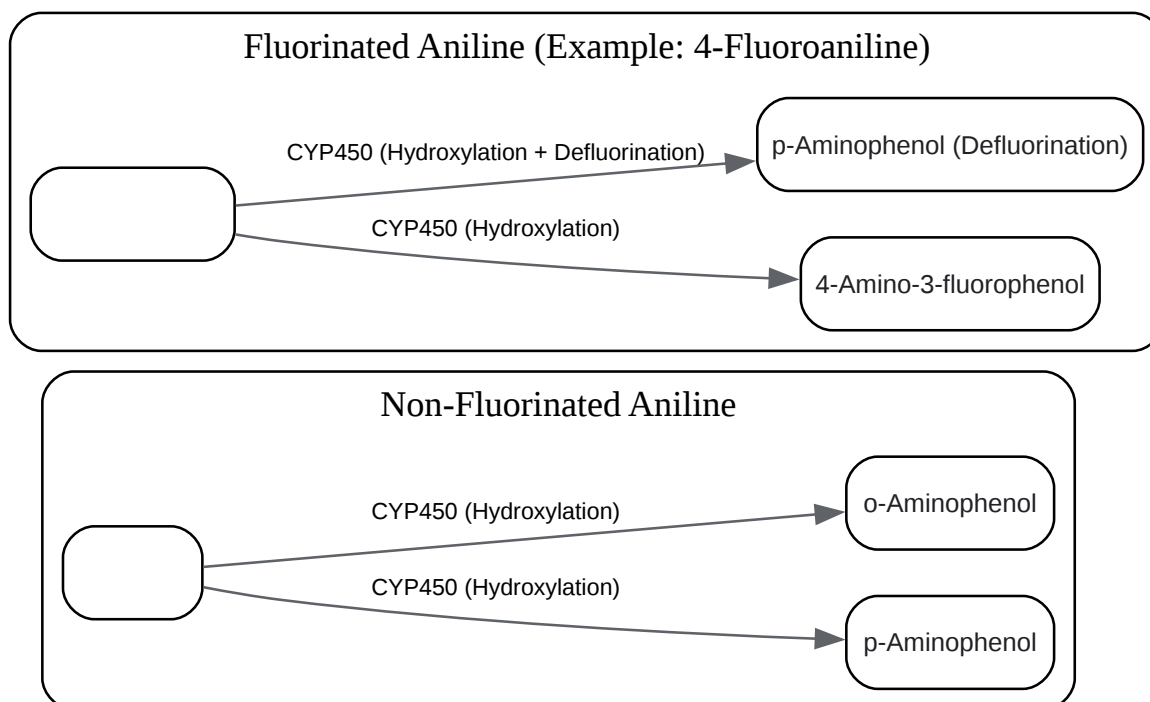 Fluorinated Aniline (Example: 4-Fluoroaniline)
CYP450 (Hydroxylation + Defluorination)
p-Aminophenol (Defluorination)
CYP450 (Hydroxylation)
4-Amino-3-fluorophenol
Non-Fluorinated Aniline
CYP450 (Hydroxylation)
o-Aminophenol
CYP450 (Hydroxylation)
p-Aminophenol